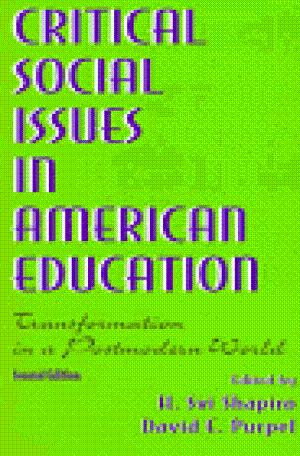 CRITICAL
SOCIAL
ISSUES
IN
AMERICAN
EDUCATION
Transformation
in a Postmodern World
Second Edition
Edited by
H. Svi Shapiro
David E. Purpel